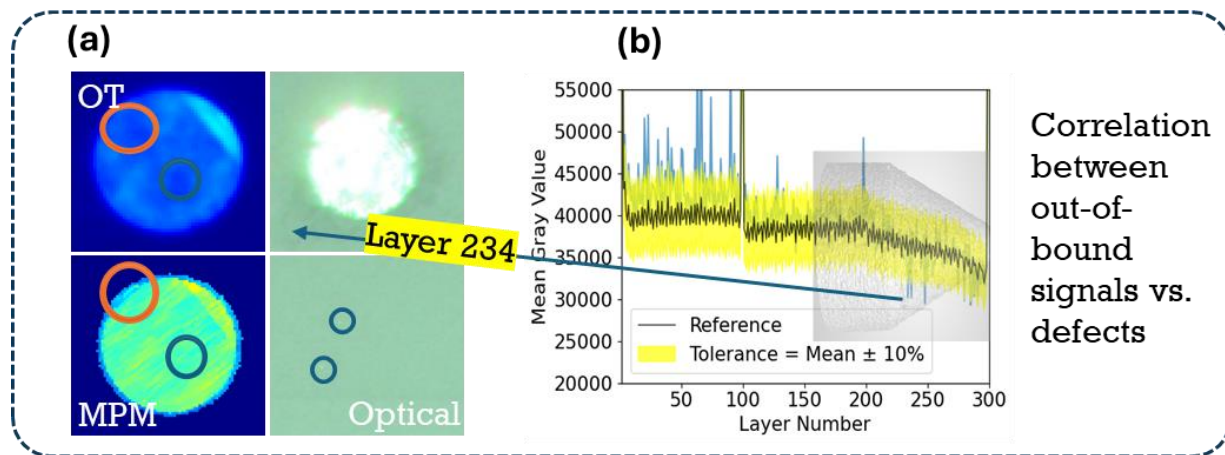 (a)
OT
Layer 234
MPM
Optical
(b)
Mean Gray Value
55000
50000
45000
40000
35000
30000
25000
20000
Reference
Tolerance = Mean ± 10%
50
100
150
200
250
300
Layer Number
Correlation
between
out-of-
bound
signals vs.
defects